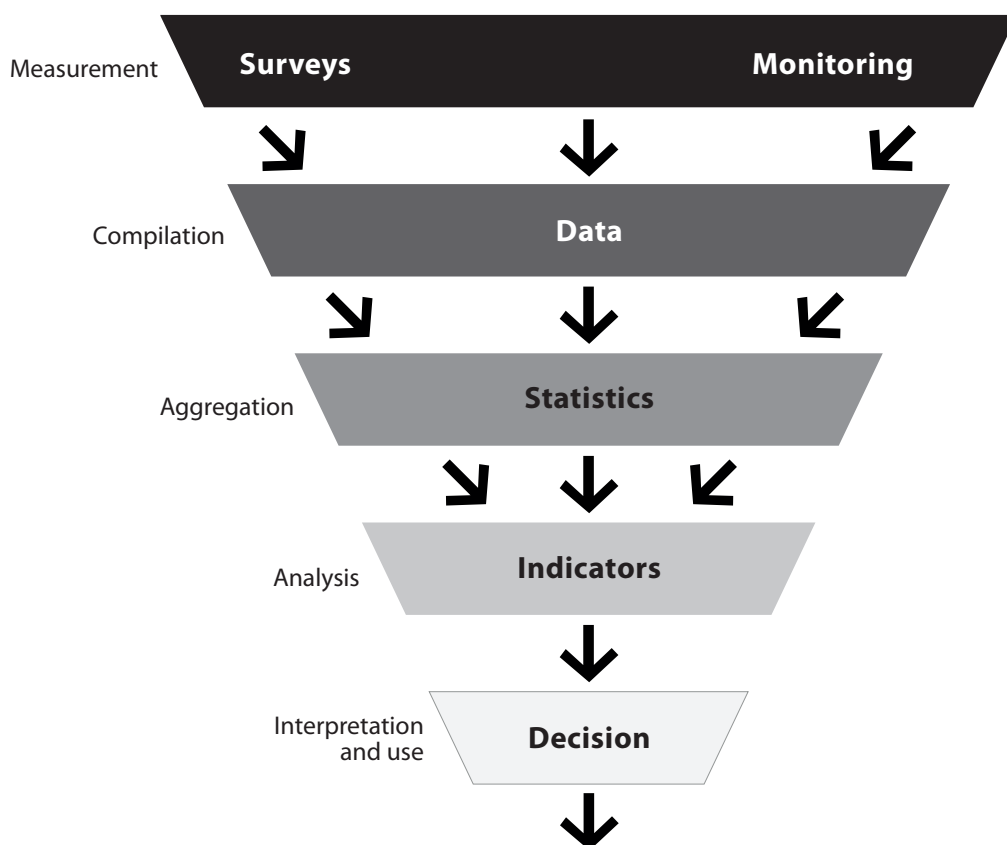 Measurement
Surveys
Monitoring
Compilation
Data
Aggregation
Statistics
Analysis
Indicators
Interpretation
and use
Decision